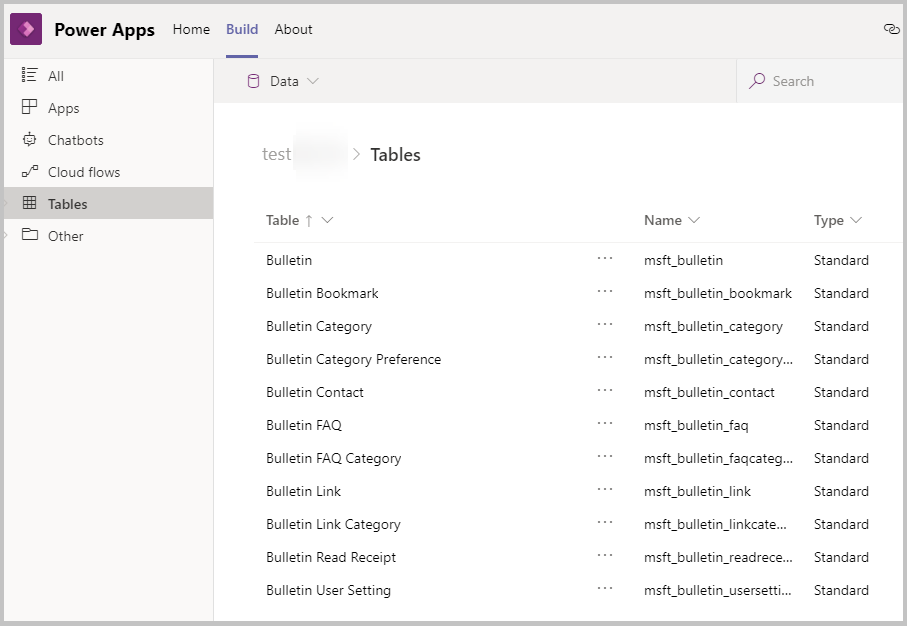 Power Apps Home Build About
All
Apps
Chatbots
Cloud flows
Tables
Other
Data
Search
test > Tables
Table ↑ Name Type
Bulletin ... msft_bulletin Standard
Bulletin Bookmark ... msft_bulletin_bookmark Standard
Bulletin Category ... msft_bulletin_category Standard
Bulletin Category Preference ... msft_bulletin_category... Standard
Bulletin Contact ... msft_bulletin_contact Standard
Bulletin FAQ ... msft_bulletin_faq Standard
Bulletin FAQ Category ... msft_bulletin_faqcateg... Standard
Bulletin Link ... msft_bulletin_link Standard
Bulletin Link Category ... msft_bulletin_linkcate... Standard
Bulletin Read Receipt ... msft_bulletin_readrece... Standard
Bulletin User Setting ... msft_bulletin_usersetti... Standard